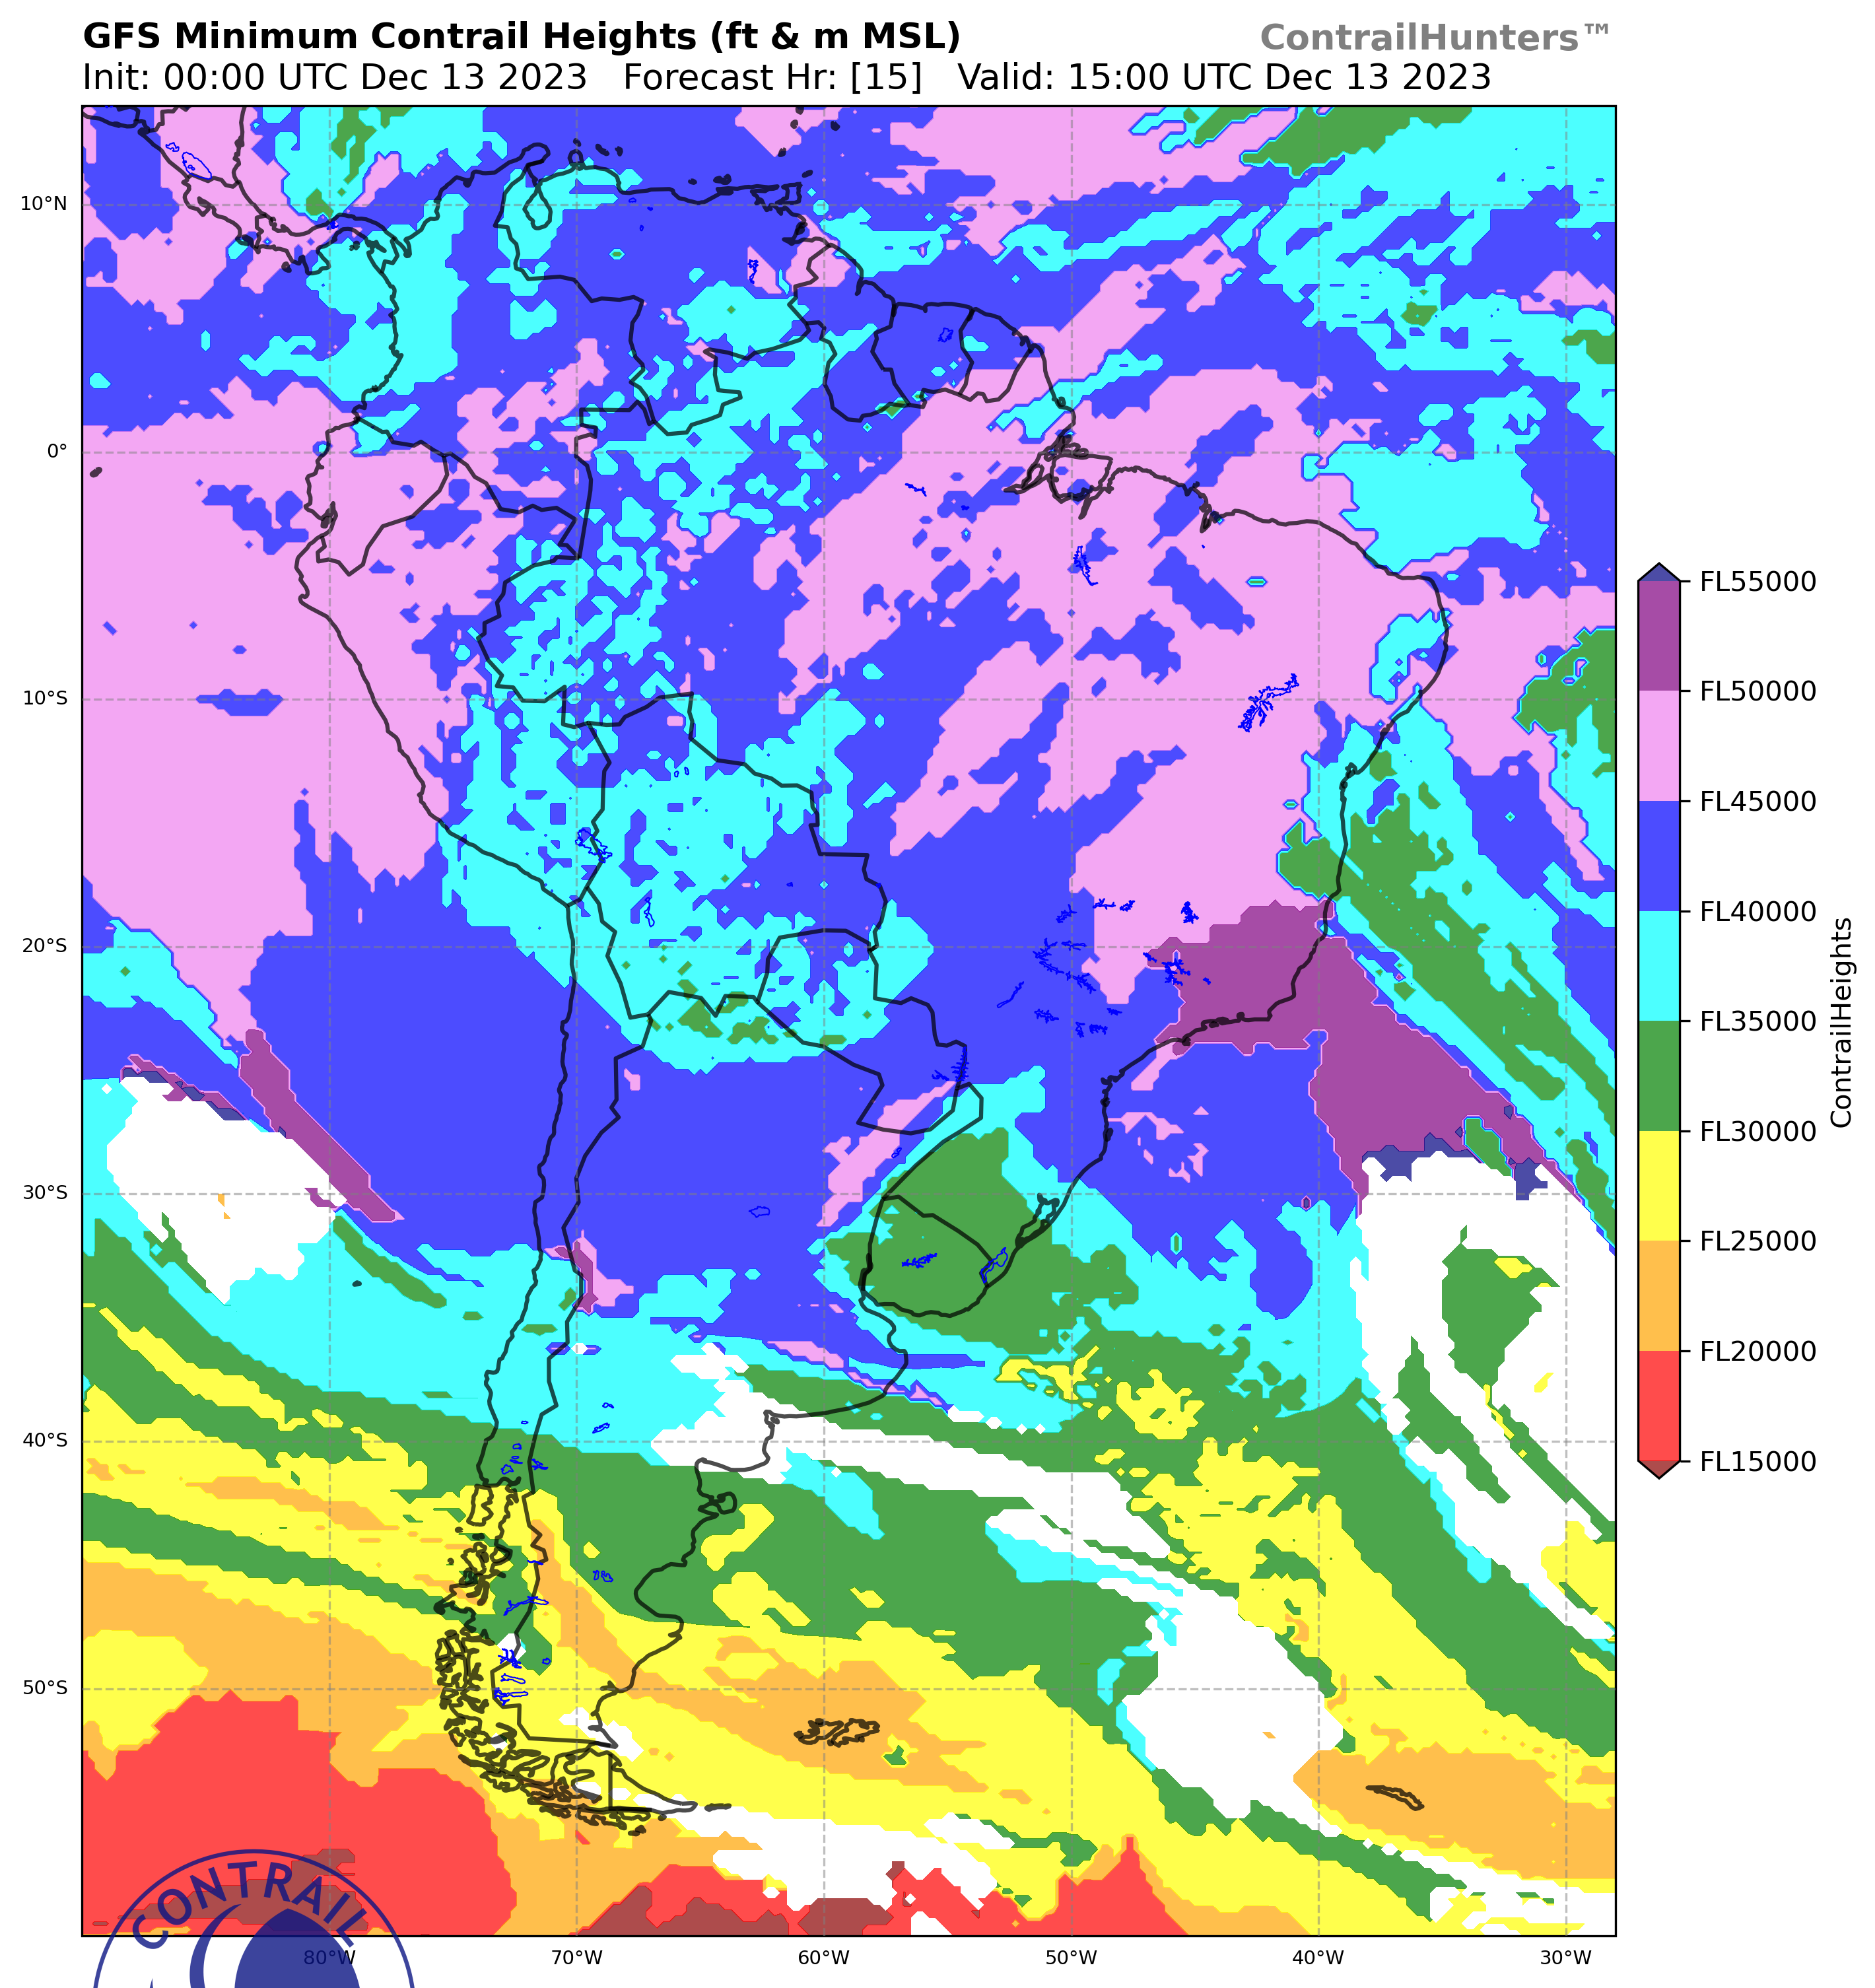 GFS Minimum Contrail Heights (ft & m MSL)
ContrailHunters™
Init: 00:00 UTC Dec 13 2023 Forecast Hr: [15] Valid: 15:00 UTC Dec 13 2023
10°N
0°
10°S
20°S
30°S
40°S
50°S
80°W
70°W
60°W
50°W
40°W
30°W
FL55000
FL50000
FL45000
FL40000
FL35000
FL30000
FL25000
FL20000
FL15000
ContrailHeights
CONTRAIL